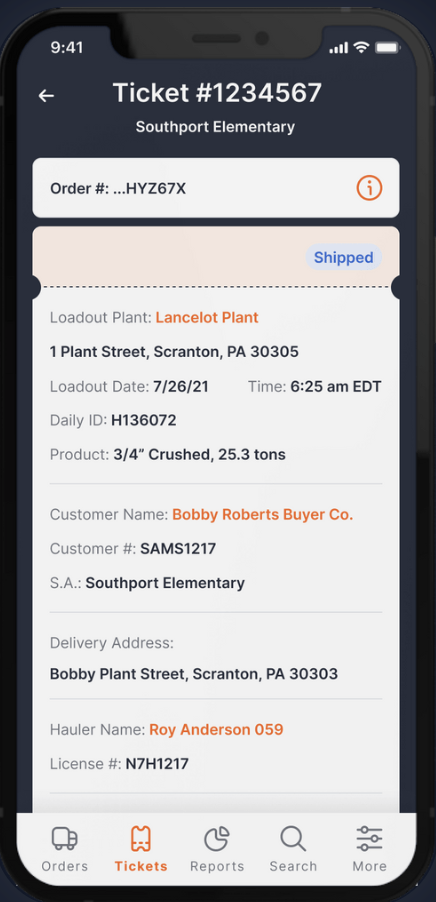 9:41
Ticket #1234567
Southport Elementary
Order #: ...HYZ67X
Shipped
Loadout Plant: Lancelot Plant
1 Plant Street, Scranton, PA 30305
Loadout Date: 7/26/21 Time: 6:25 am EDT
Daily ID: H136072
Product: 3/4” Crushed, 25.3 tons
Customer Name: Bobby Roberts Buyer Co.
Customer #: SAMS1217
S.A.: Southport Elementary
Delivery Address:
Bobby Plant Street, Scranton, PA 30303
Hauler Name: Roy Anderson 059
License #: N7H1217
Orders Tickets Reports Search More